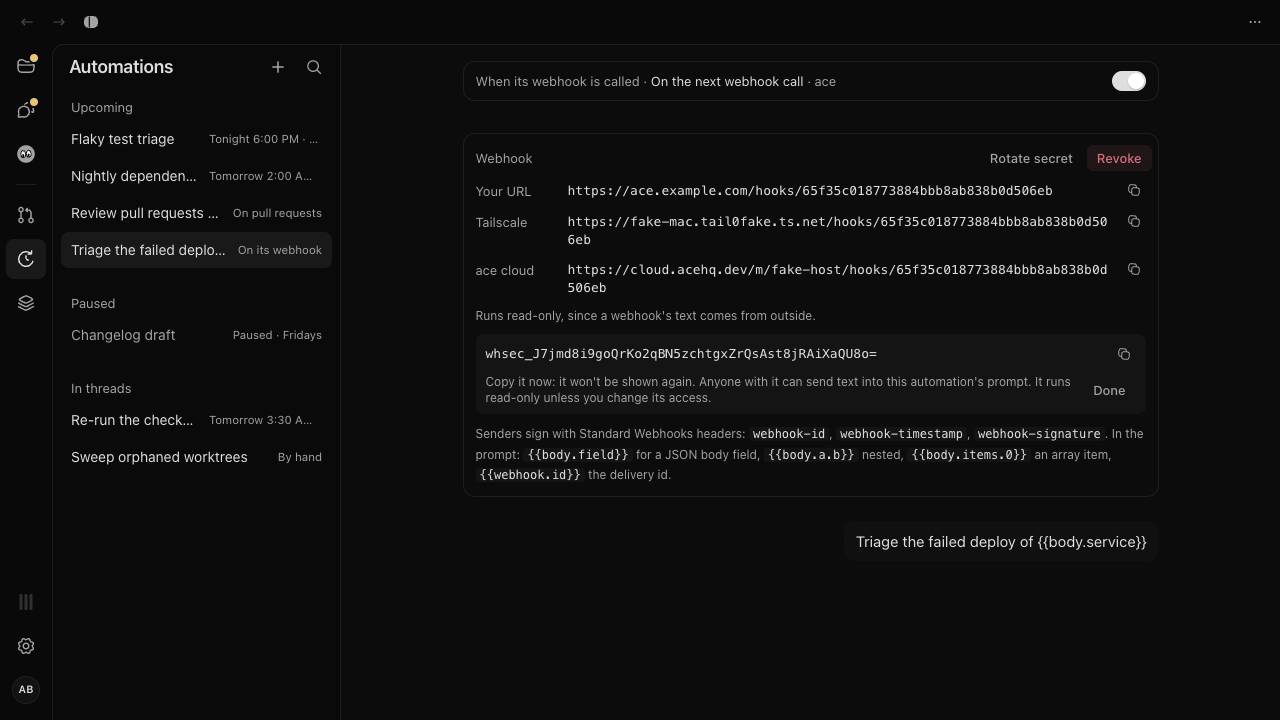 Automations
Upcoming
Flaky test triage Tonight 6:00 PM · ...
Nightly dependen... Tomorrow 2:00 A...
Review pull requests ... On pull requests
Triage the failed deplo... On its webhook
Paused
Changelog draft Paused · Fridays
In threads
Re-run the check... Tomorrow 3:30 A...
Sweep orphaned worktrees By hand
AB
When its webhook is called · On the next webhook call · ace
Webhook Rotate secret Revoke
Your URL https://ace.example.com/hooks/65f35c018773884bbb8ab838b0d506eb
Tailscale https://fake-mac.tail0fake.ts.net/hooks/65f35c018773884bbb8ab838b0d50
6eb
ace cloud https://cloud.acehq.dev/m/fake-host/hooks/65f35c018773884bbb8ab838b0d
506eb
Runs read-only, since a webhook's text comes from outside.
whsec_J7jmd8i9goQrKo2qBN5zchtgxZrQsAst8jRAiXaQU8o=
Copy it now: it won't be shown again. Anyone with it can send text into this automation's prompt. It runs
read-only unless you change its access.
Done
Senders sign with Standard Webhooks headers: webhook-id, webhook-timestamp, webhook-signature. In the
prompt: {{body.field}} for a JSON body field, {{body.a.b}} nested, {{body.items.0}} an array item,
{{webhook.id}} the delivery id.
Triage the failed deploy of {{body.service}}